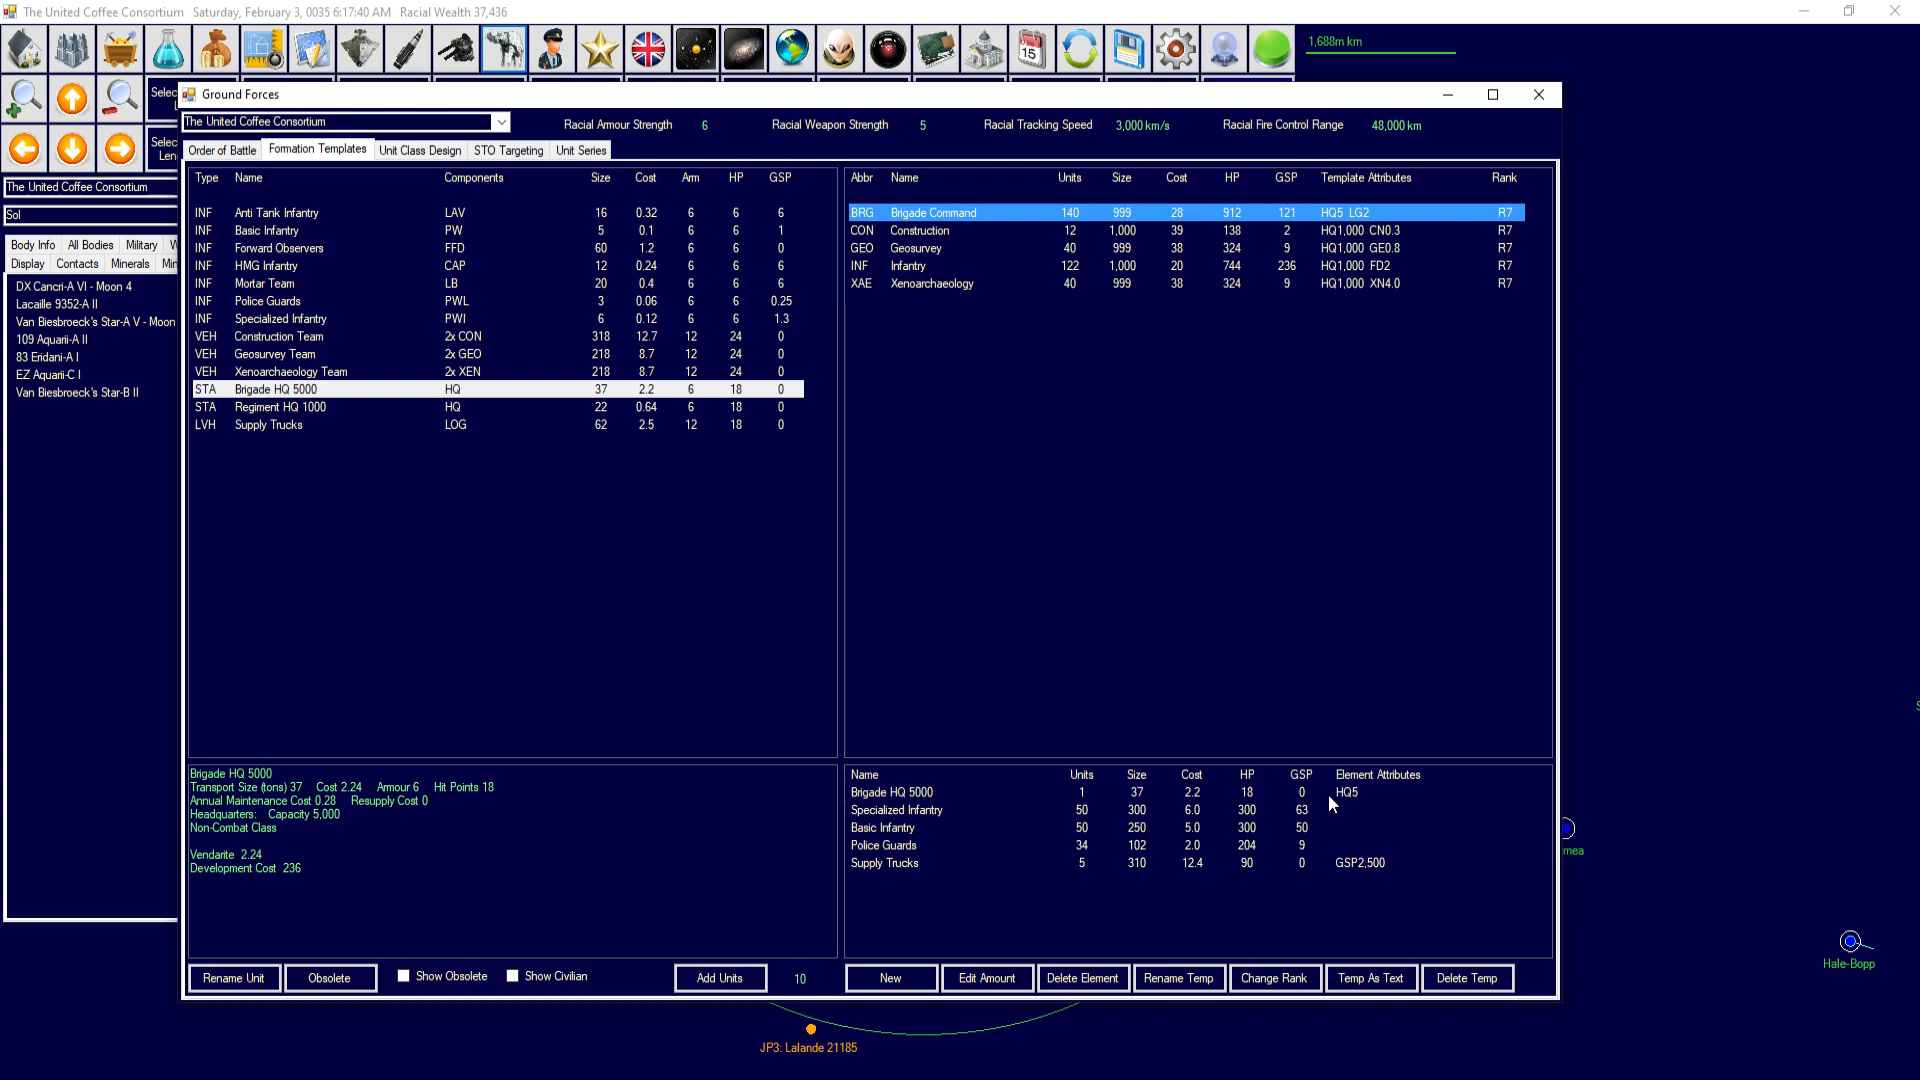 The United Coffee Consortium Saturday, February 3, 0035 6:17:40 AM Racial Wealth 37,436
15
1,688m km
Selec
L
Ground Forces
The United Coffee Consortium
Racial Armour Strength 6 Racial Weapon Strength 5 Racial Tracking Speed 3,000 km/s Racial Fire Control Range 48,000 km
Selec
Len
Order of Battle Formation Templates Unit Class Design STO Targeting Unit Series
The United Coffee Consortium
Sol
Body Info All Bodies Military W
Display Contacts Minerals Min
DX Cancri-A VI - Moon 4
Lacaille 9352-A II
Van Biesbroeck's Star-A V - Moon
109 Aquarii-A II
83 Eridani-A I
EZ Aquarii-C I
Van Biesbroeck's Star-B II
Type Name Components Size Cost Arm HP GSP
INF Anti Tank Infantry LAV 16 0.32 6 6 6
INF Basic Infantry PW 5 0.1 6 6 1
INF Forward Observers FFD 60 1.2 6 6 0
INF HMG Infantry CAP 12 0.24 6 6 6
INF Mortar Team LB 20 0.4 6 6 6
INF Police Guards PWL 3 0.06 6 6 0.25
INF Specialized Infantry PWI 6 0.12 6 6 1.3
VEH Construction Team 2x CON 318 12.7 12 24 0
VEH Geosurvey Team 2x GEO 218 8.7 12 24 0
VEH Xenoarchaeology Team 2x XEN 218 8.7 12 24 0
STA Brigade HQ 5000 HQ 37 2.2 6 18 0
STA Regiment HQ 1000 HQ 22 0.64 6 18 0
LVH Supply Trucks LOG 62 2.5 12 18 0
Abbr Name Units Size Cost HP GSP Template Attributes Rank
BRG Brigade Command 140 999 28 912 121 HQ5 LG2 R7
CON Construction 12 1,000 39 138 2 HQ1,000 CN0.3 R7
GEO Geosurvey 40 999 38 324 9 HQ1,000 GE0.8 R7
INF Infantry 122 1,000 20 744 236 HQ1,000 FD2 R7
XAE Xenoarchaeology 40 999 38 324 9 HQ1,000 XN4.0 R7
Brigade HQ 5000
Transport Size (tons) 37 Cost 2.24 Armour 6 Hit Points 18
Annual Maintenance Cost 0.28 Resupply Cost 0
Headquarters: Capacity 5,000
Non-Combat Class
Vendarite 2.24
Development Cost 236
Name Units Size Cost HP GSP Element Attributes
Brigade HQ 5000 1 37 2.2 18 0 HQ5
Specialized Infantry 50 300 6.0 300 63
Basic Infantry 50 250 5.0 300 50
Police Guards 34 102 2.0 204 9
Supply Trucks 5 310 12.4 90 0 GSP2,500
Rename Unit Obsolete Show Obsolete Show Civilian Add Units 10 New Edit Amount Delete Element Rename Temp Change Rank Temp As Text Delete Temp
mea
Hale-Bopp
JP3: Lalande 21185